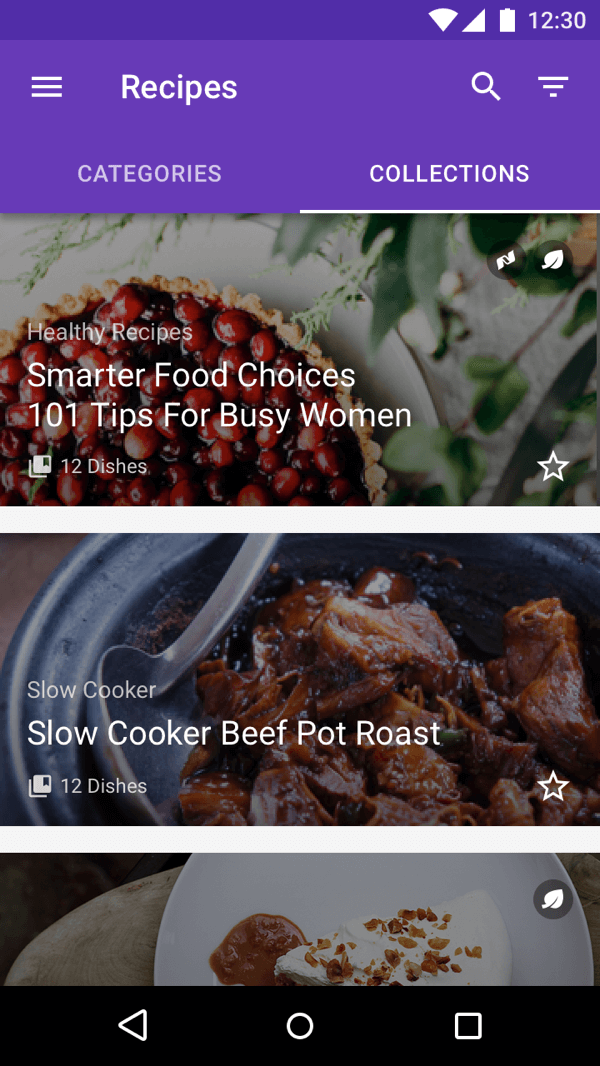 12:30
Recipes
CATEGORIES
COLLECTIONS
Healthy Recipes
Smarter Food Choices
101 Tips For Busy Women
12 Dishes
Slow Cooker
Slow Cooker Beef Pot Roast
12 Dishes